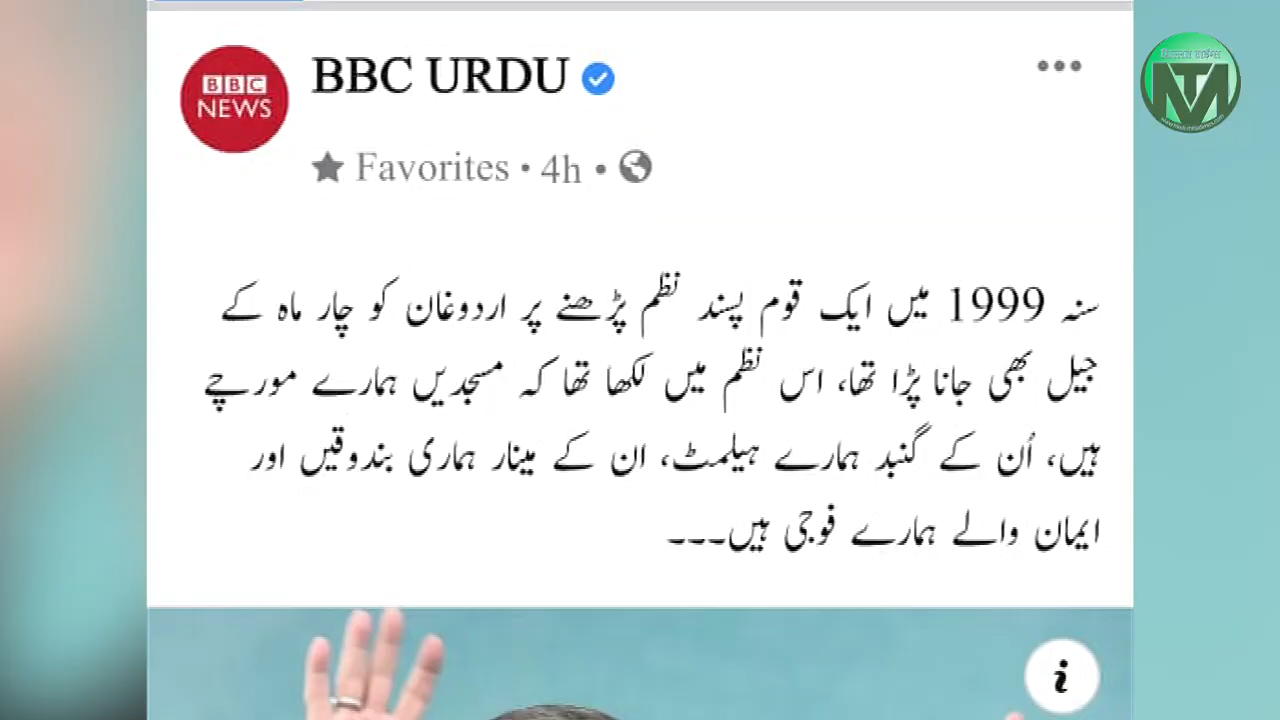 BBC
NEWS
BBC URDU
Favorites • 4h •
سنہ 1999 میں ایک قوم پسند نظم پڑھنے پر اردوغان کو چار ماہ کے
جیل بھی جانا پڑا تھا، اس نظم میں لکھا تھا کہ مسجدیں ہمارے مورچے
ہیں، اُن کے گنبد ہمارے ہیلمٹ، ان کے مینار ہماری بندوقیں اور
ایمان والے ہمارے فوجی ہیں۔۔۔
i